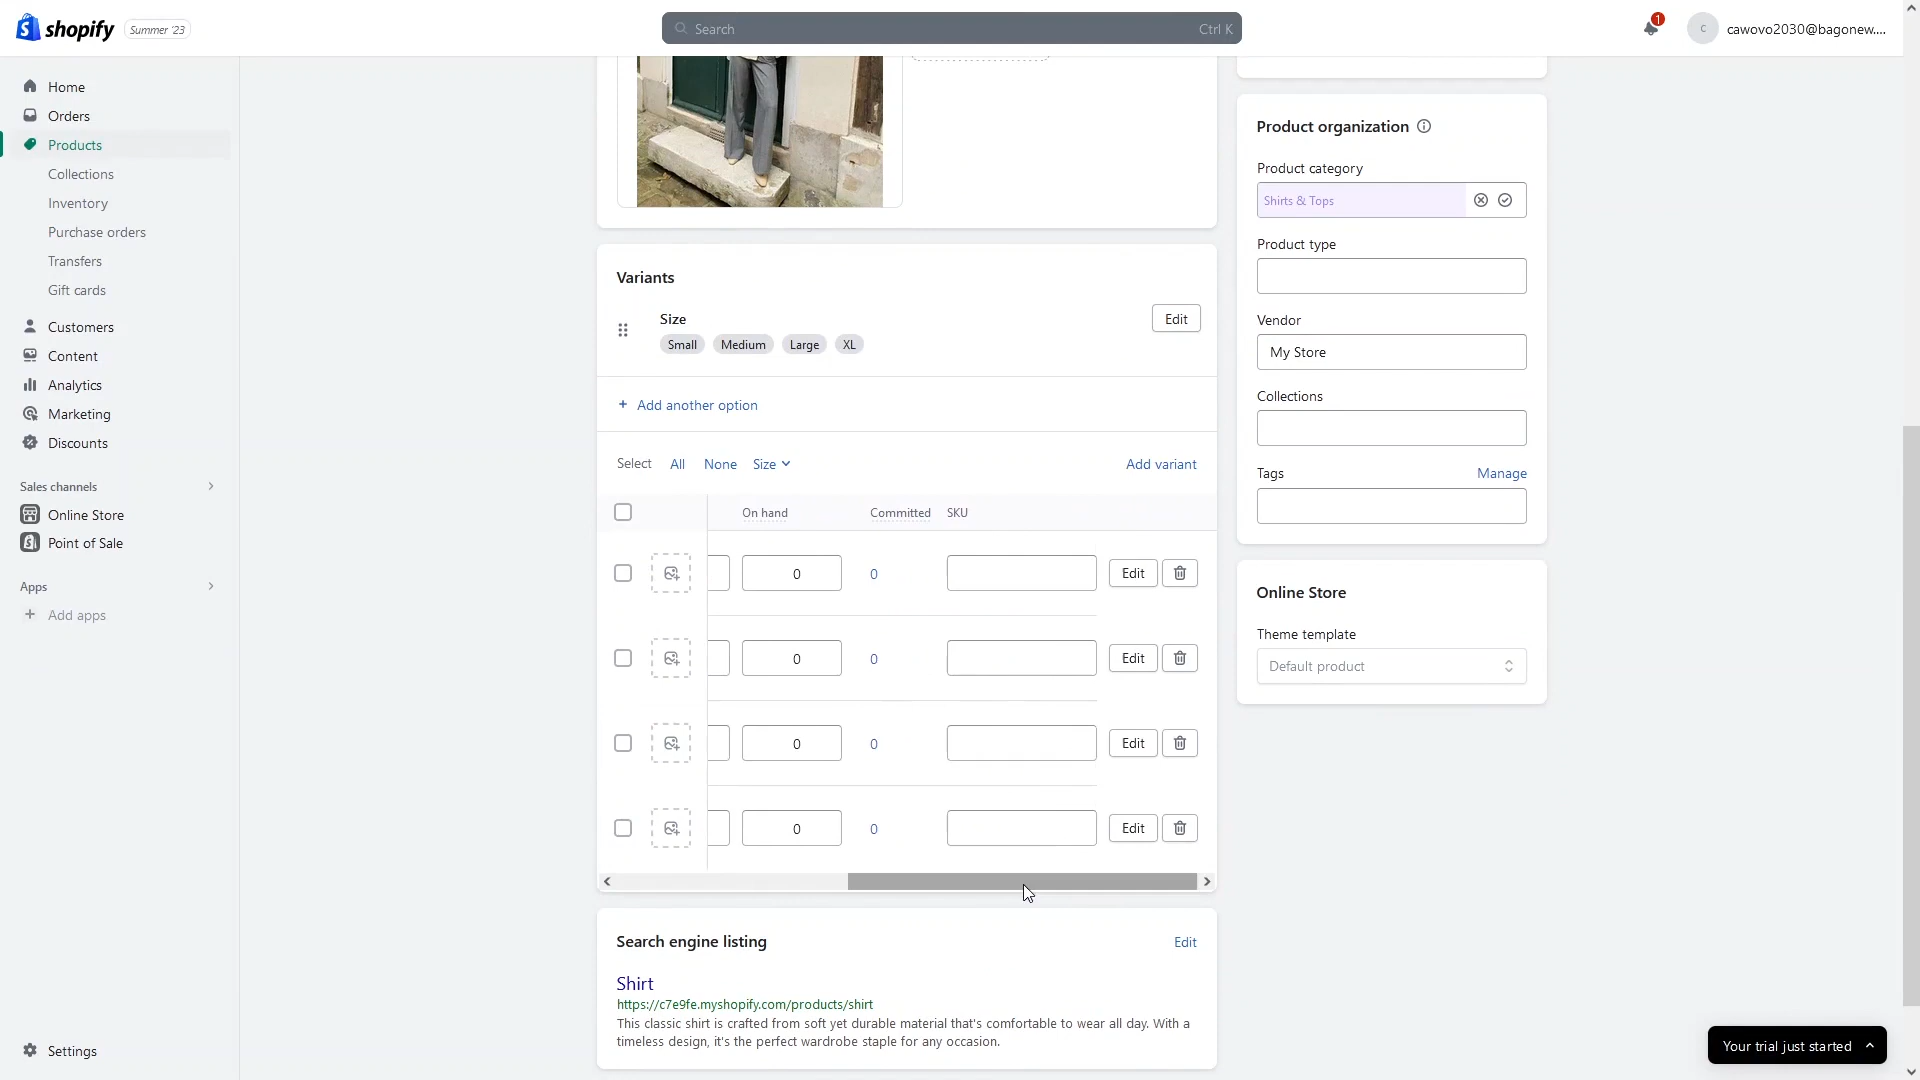 shopify
Summer '23
Search
Ctrl K
1
c
cawovo2030@bagonew....
Home
Orders
Products
Collections
Inventory
Purchase orders
Transfers
Gift cards
Customers
Content
Analytics
Marketing
Discounts
Sales channels
Online Store
Point of Sale
Apps
Add apps
Settings
Variants
Size
Edit
Small Medium Large XL
+ Add another option
Select All None Size
Add variant
On hand Committed SKU
0 0 Edit
0 0 Edit
0 0 Edit
0 0 Edit
Search engine listing
Edit
Shirt
https://c7e9fe.myshopify.com/products/shirt
This classic shirt is crafted from soft yet durable material that's comfortable to wear all day. With a
timeless design, it's the perfect wardrobe staple for any occasion.
Product organization
Product category
Shirts & Tops
Product type
Vendor
My Store
Collections
Tags
Manage
Online Store
Theme template
Default product
Your trial just started